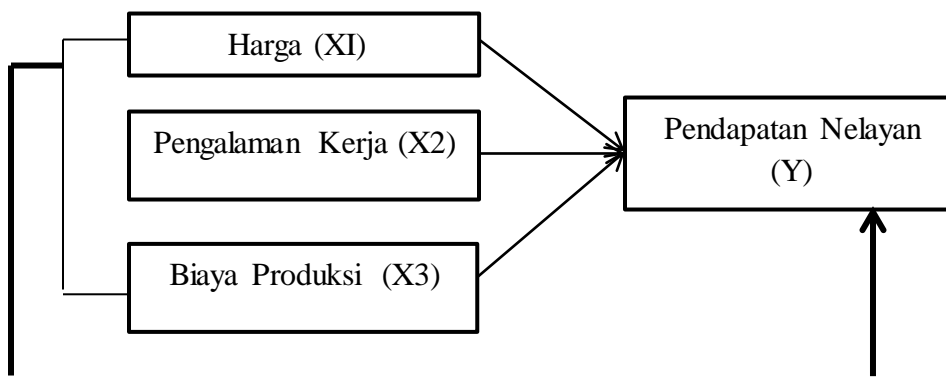 Harga (XI)
Pengalaman Kerja (X2)
Biaya Produksi (X3)
Pendapatan Nelayan
(Y)